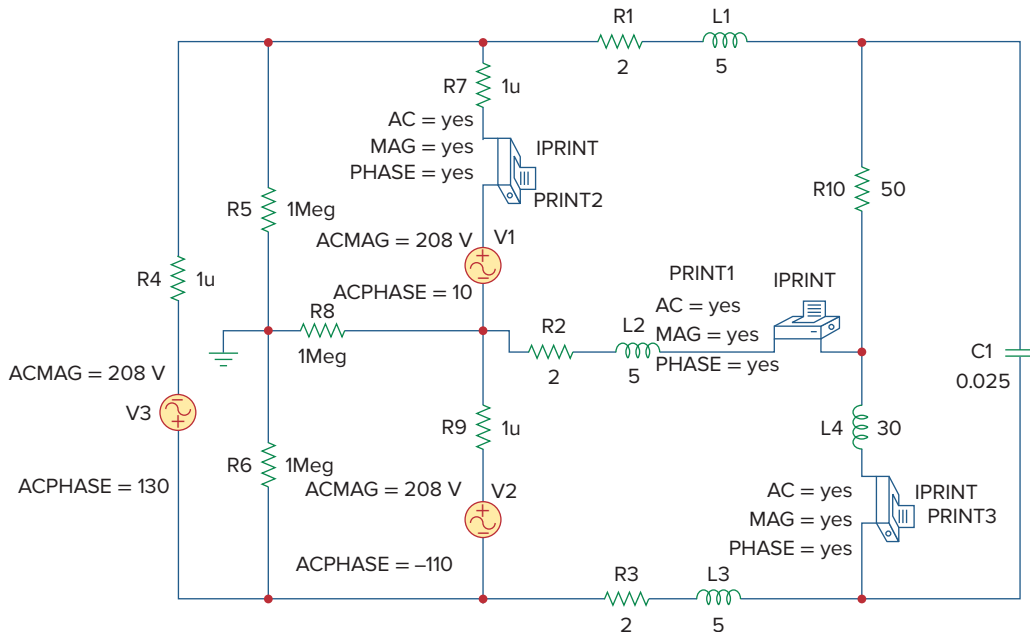 R1
L1
2
5
R7
1u
AC = yes
MAG = yes
PHASE = yes
IPRINT
PRINT2
R10
50
R5
1Meg
ACMAG = 208 V
V1
R4
1u
ACPHASE = 10
PRINT1
IPRINT
AC = yes
MAG = yes
PHASE = yes
R8
1Meg
R2
2
L2
5
C1
0.025
ACMAG = 208 V
V3
ACPHASE = 130
R9
1u
L4
30
R6
1Meg
ACMAG = 208 V
V2
ACPHASE = –110
AC = yes
MAG = yes
PHASE = yes
IPRINT
PRINT3
R3
L3
2
5